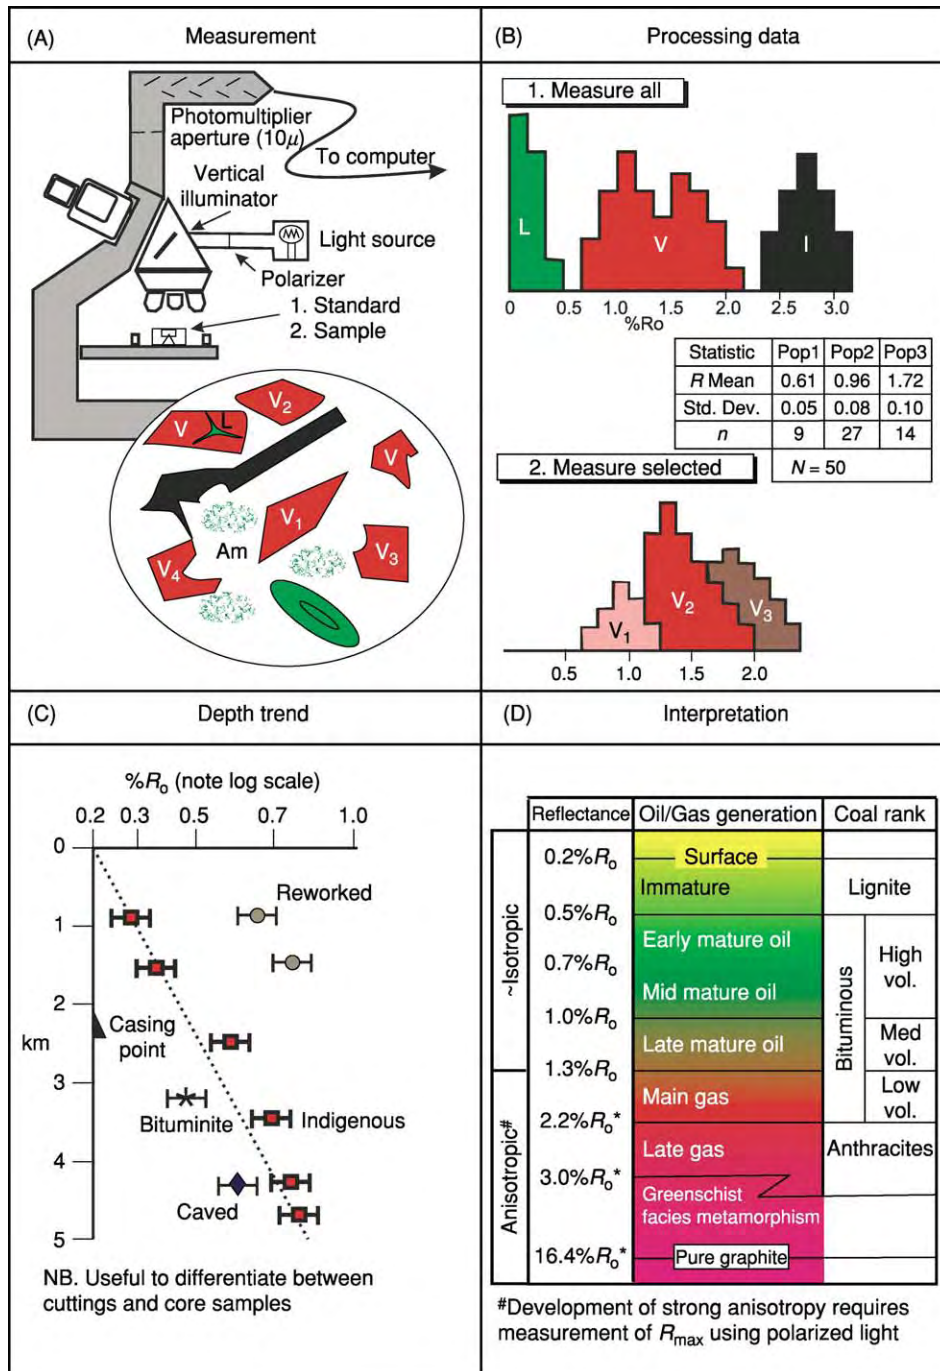 (A) Measurement
Photomultiplier
aperture (10μ)
To computer
Vertical
illuminator
Light source
Polarizer
1. Standard
2. Sample
V2
V L
V
V1
Am
V3
V4
(B) Processing data
1. Measure all
L V I
0 0.5 1.0 1.5 2.0 2.5 3.0
%Ro
Statistic Pop1 Pop2 Pop3
R Mean 0.61 0.96 1.72
Std. Dev. 0.05 0.08 0.10
n 9 27 14
N = 50
2. Measure selected
V1 V2 V3
0.5 1.0 1.5 2.0
(C) Depth trend
%Ro (note log scale)
0.2 0.3 0.5 0.7 1.0
0
Reworked
1
2
Casing
point
km
3
Bituminite
Indigenous
4
Caved
5
NB. Useful to differentiate between
cuttings and core samples
(D) Interpretation
Reflectance Oil/Gas generation Coal rank
~Isotropic
Anisotropic#
0.2%Ro Surface
Immature Lignite
0.5%Ro
Early mature oil
0.7%Ro
Mid mature oil
1.0%Ro
Late mature oil
1.3%Ro
Main gas
2.2%Ro*
Late gas
3.0%Ro*
Greenschist
facies metamorphism
16.4%Ro* Pure graphite
Bituminous
High
vol.
Med
vol.
Low
vol.
Anthracites
#Development of strong anisotropy requires
measurement of Rmax using polarized light